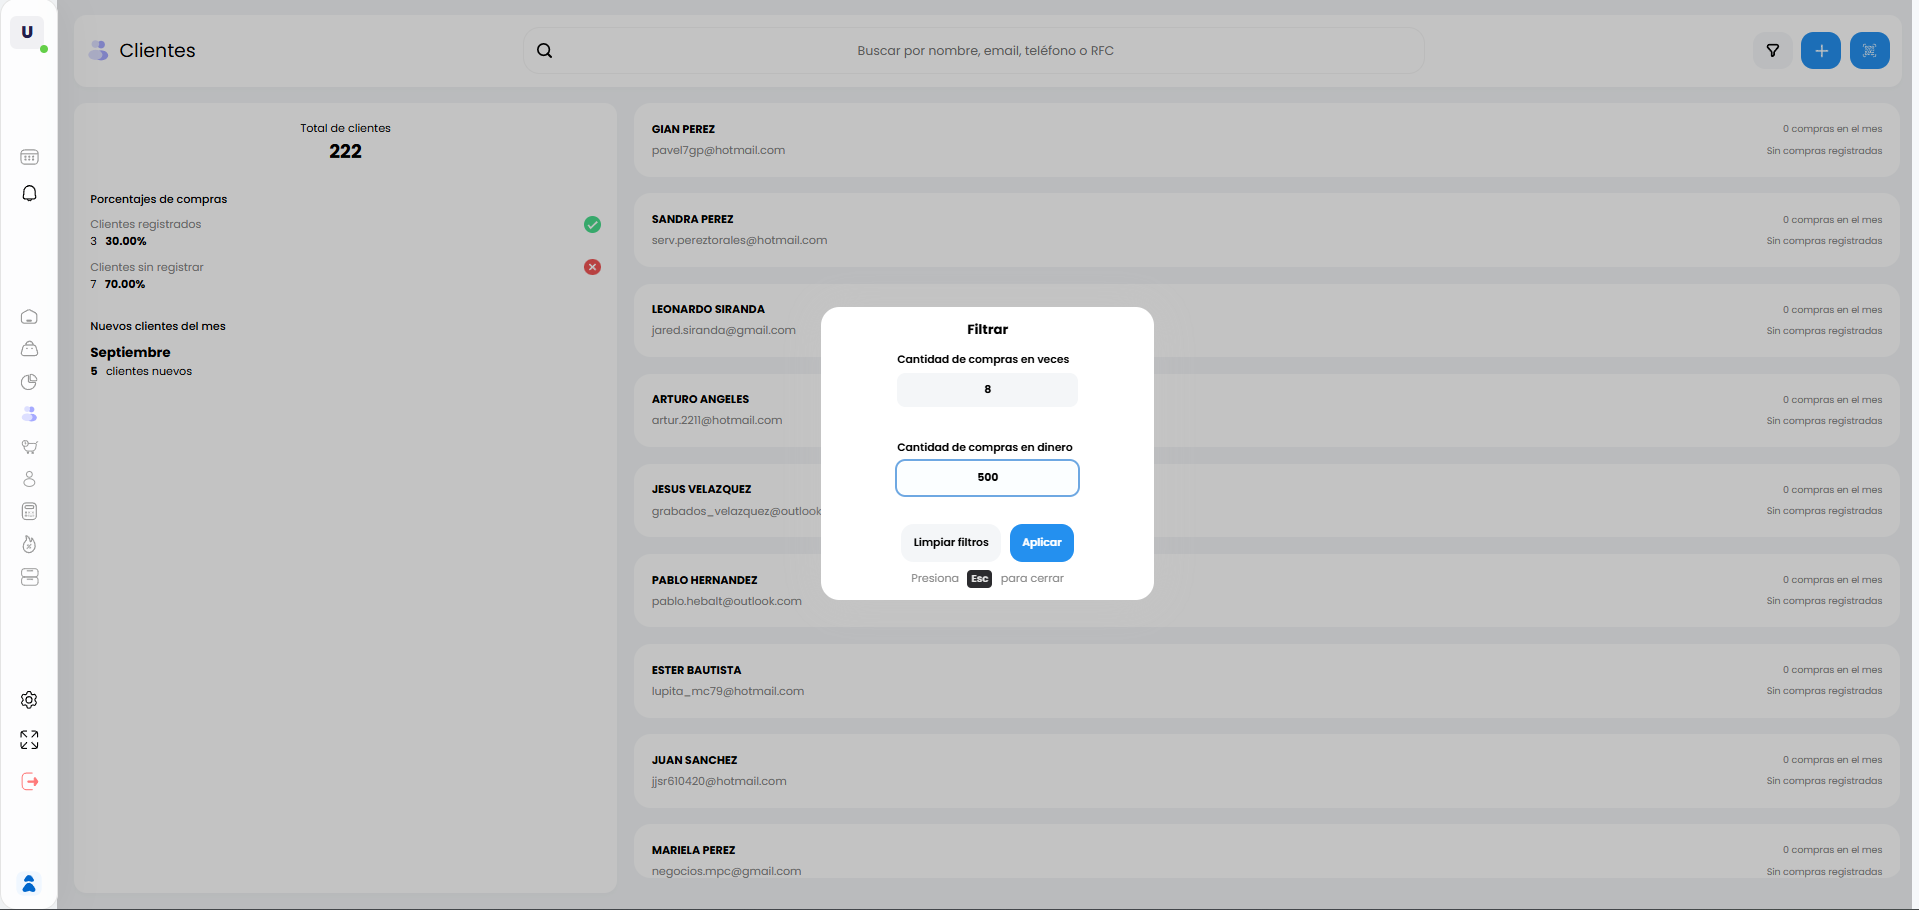 U
Clientes
Buscar por nombre, email, teléfono o RFC
Total de clientes
222
Porcentajes de compras
Clientes registrados
3 30.00%
Clientes sin registrar
7 70.00%
Nuevos clientes del mes
Septiembre
5 clientes nuevos
GIAN PEREZ
0 compras en el mes
pavel7gp@hotmail.com
Sin compras registradas
SANDRA PEREZ
0 compras en el mes
serv.pereztorales@hotmail.com
Sin compras registradas
LEONARDO SIRANDA
0 compras en el mes
jared.siranda@gmail.com
Sin compras registradas
ARTURO ANGELES
0 compras en el mes
artur.2211@hotmail.com
Sin compras registradas
JESUS VELAZQUEZ
0 compras en el mes
grabados_velazquez@outlook
Sin compras registradas
PABLO HERNANDEZ
0 compras en el mes
pablo.hebalt@outlook.com
Sin compras registradas
ESTER BAUTISTA
0 compras en el mes
lupita_mc79@hotmail.com
Sin compras registradas
JUAN SANCHEZ
0 compras en el mes
jjsr610420@hotmail.com
Sin compras registradas
MARIELA PEREZ
0 compras en el mes
negocios.mpc@gmail.com
Sin compras registradas
Filtrar
Cantidad de compras en veces
8
Cantidad de compras en dinero
500
Limpiar filtros
Aplicar
Presiona Esc para cerrar